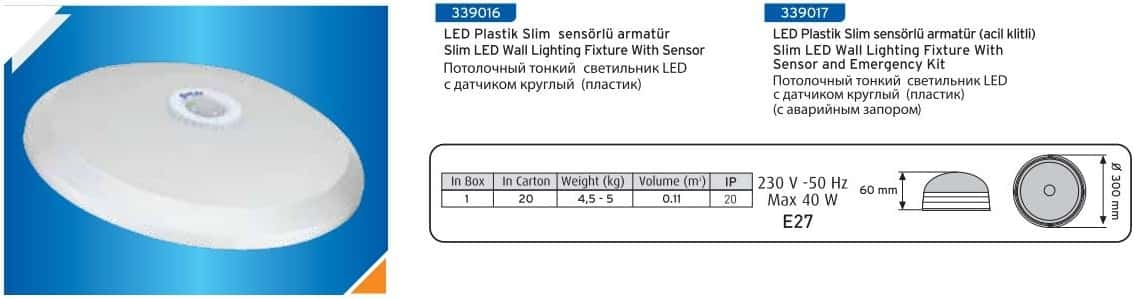 339016
LED Plastik Slim sensörlü armatür
Slim LED Wall Lighting Fixture With Sensor
Потолочный тонкий светильник LED
с датчиком круглый (пластик)
339017
LED Plastik Slim sensörlü armatür (acil klitli)
Slim LED Wall Lighting Fixture With
Sensor and Emergency Kit
Потолочный тонкий светильник LED
с датчиком круглый (пластик)
(с аварийным запором)
In Box In Carton Weight (kg) Volume (m³) IP
1 20 4,5 - 5 0.11 20
230 V -50 Hz
Max 40 W
E27
60 mm
Ø 300 mm